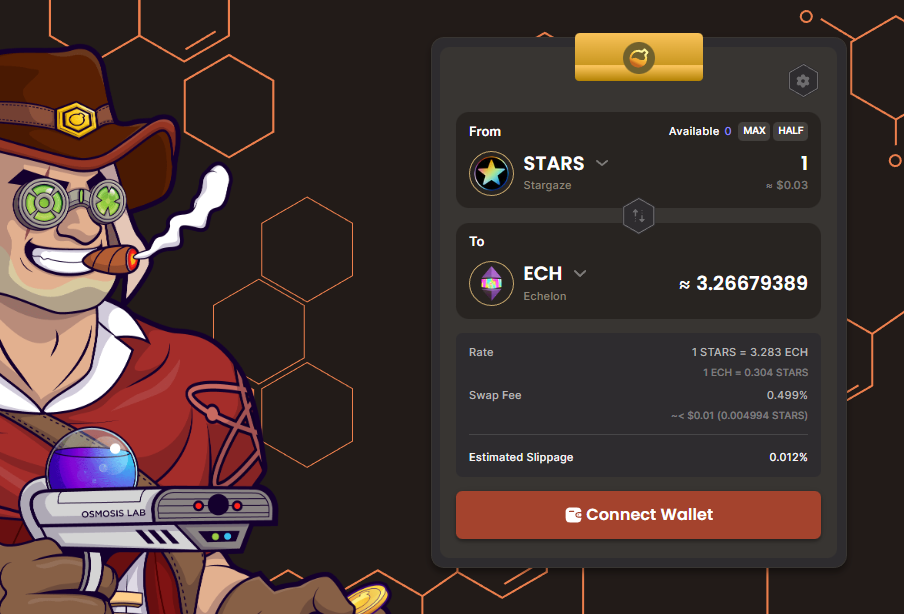 From
Available 0 MAX HALF
STARS
1
Stargaze
≈ $0.03
To
ECH
≈ 3.26679389
Echelon
Rate
1 STARS = 3.283 ECH
1 ECH = 0.304 STARS
Swap Fee
0.499%
~< $0.01 (0.004994 STARS)
Estimated Slippage
0.012%
OSMOSIS LAB
Connect Wallet